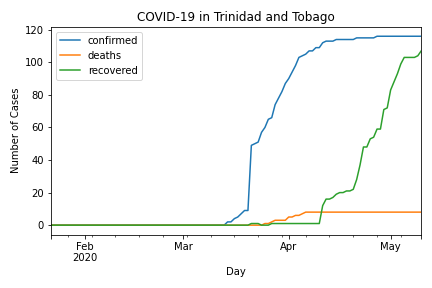 COVID-19 in Trinidad and Tobago
confirmed
deaths
recovered
Number of Cases
120
100
80
60
40
20
0
Feb
2020
Mar
Apr
May
Day